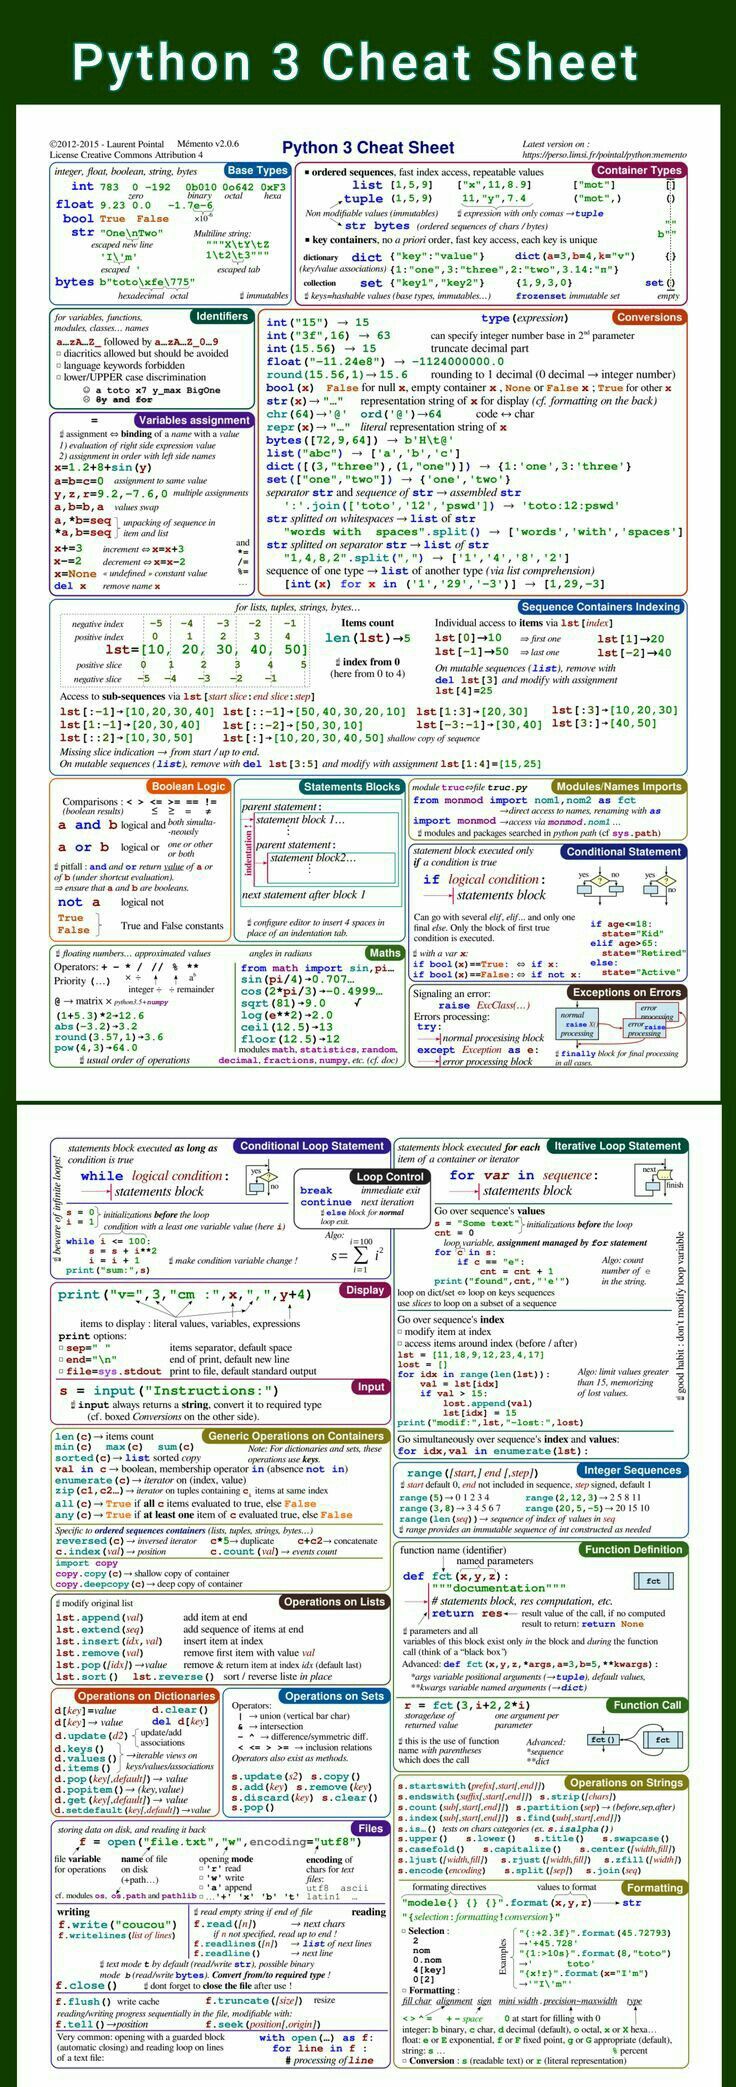 Python 3 Cheat Sheet
©2012-2015 - Laurent Pointal Mémento v2.0.6
License Creative Commons Attribution 4
Python 3 Cheat Sheet
Latest version on :
https://perso.limsi.fr/pointal/python:memento
Base Types
integer, float, boolean, string, bytes
int 783 0 -192 0b010 0o642 0xF3
zero binary octal hexa
float 9.23 0.0 -1.7e-6
×10⁻⁶
bool True False
str "One\nTwo"
escaped new line
'I\'m'
escaped '
Multiline string:
"""X\tY\tZ
1\t2\t3"""
escaped tab
bytes b"toto\xfe\775"
hexadecimal octal
☝ immutables
Container Types
■ ordered sequences, fast index access, repeatable values
list [1,5,9] ["x",11,8.9] ["mot"] []
tuple (1,5,9) 11,"y",7.4 ("mot",) ()
Non modifiable values (immutables) ☝ expression with only comas → tuple
str bytes (ordered sequences of chars / bytes)
""
b""
■ key containers, no a priori order, fast key access, each key is unique
dictionary dict {"key":"value"} dict(a=3,b=4,k="v") {}
(key/value associations) {1:"one",3:"three",2:"two",3.14:"π"}
collection set {"key1","key2"} {1,9,3,0} set()
☝ keys=hashable values (base types, immutables…) frozenset immutable set empty
Identifiers
for variables, functions,
modules, classes… names
a…zA…Z_ followed by a…zA…Z_0…9
□ diacritics allowed but should be avoided
□ language keywords forbidden
□ lower/UPPER case discrimination
☺ a toto x7 y_max BigOne
☹ 8y and for
= Variables assignment
☝ assignment ⇔ binding of a name with a value
1) evaluation of right side expression value
2) assignment in order with left side names
x=1.2+8+sin(y)
a=b=c=0 assignment to same value
y,z,r=9.2,-7.6,0 multiple assignments
a,b=b,a values swap
a,*b=seq unpacking of sequence in
*a,b=seq item and list
and
x+=3 increment ⇔ x=x+3 *=
x-=2 decrement ⇔ x=x-2 /=
x=None « undefined » constant value %=
del x remove name x …
Conversions
type(expression)
int("15") → 15
int("3f",16) → 63 can specify integer number base in 2nd parameter
int(15.56) → 15 truncate decimal part
float("-11.24e8") → -1124000000.0
round(15.56,1)→ 15.6 rounding to 1 decimal (0 decimal → integer number)
bool(x) False for null x, empty container x , None or False x ; True for other x
str(x)→ "…" representation string of x for display (cf. formatting on the back)
chr(64)→'@' ord('@')→64 code ↔ char
repr(x)→ "…" literal representation string of x
bytes([72,9,64]) → b'H\t@'
list("abc") → ['a','b','c']
dict([(3,"three"),(1,"one")]) → {1:'one',3:'three'}
set(["one","two"]) → {'one','two'}
separator str and sequence of str → assembled str
':'.join(['toto','12','pswd']) → 'toto:12:pswd'
str splitted on whitespaces → list of str
"words with  spaces".split() → ['words','with','spaces']
str splitted on separator str → list of str
"1,4,8,2".split(",") → ['1','4','8','2']
sequence of one type → list of another type (via list comprehension)
[int(x) for x in ('1','29','-3')] → [1,29,-3]
for lists, tuples, strings, bytes… Sequence Containers Indexing
negative index -5 -4 -3 -2 -1
positive index 0 1 2 3 4
lst=[10, 20, 30, 40, 50]
positive slice 0 1 2 3 4 5
negative slice -5 -4 -3 -2 -1
Items count
len(lst)→5
☝ index from 0
(here from 0 to 4)
Individual access to items via lst[index]
lst[0]→10 ⇒ first one lst[1]→20
lst[-1]→50 ⇒ last one lst[-2]→40
On mutable sequences (list), remove with
del lst[3] and modify with assignment
lst[4]=25
Access to sub-sequences via lst[start slice:end slice:step]
lst[:-1]→[10,20,30,40] lst[::-1]→[50,40,30,20,10] lst[1:3]→[20,30] lst[:3]→[10,20,30]
lst[1:-1]→[20,30,40] lst[::-2]→[50,30,10] lst[-3:-1]→[30,40] lst[3:]→[40,50]
lst[::2]→[10,30,50] lst[:]→[10,20,30,40,50] shallow copy of sequence
Missing slice indication → from start / up to end.
On mutable sequences (list), remove with del lst[3:5] and modify with assignment lst[1:4]=[15,25]
Boolean Logic
Comparisons : < > <= >= == !=
(boolean results) ≤ ≥ = ≠
a and b logical and both simulta-
-neously
a or b logical or one or other
or both
☝ pitfall : and and or return value of a or
of b (under shortcut evaluation).
⇒ ensure that a and b are booleans.
not a logical not
True
False
True and False constants
Statements Blocks
parent statement :
statement block 1…
⋮
parent statement :
statement block2…
⋮
next statement after block 1
indentation !
☝ configure editor to insert 4 spaces in
place of an indentation tab.
Modules/Names Imports
module truc⇔file truc.py
from monmod import nom1,nom2 as fct
→direct access to names, renaming with as
import monmod →access via monmod.nom1 …
☝ modules and packages searched in python path (cf sys.path)
Conditional Statement
statement block executed only
if a condition is true
if logical condition:
statements block
yes ? no yes ? no
Can go with several elif, elif... and only one
final else. Only the block of first true
condition is executed.
☝ with a var x:
if bool(x)==True: ⇔ if x:
if bool(x)==False: ⇔ if not x:
if age<=18:
state="Kid"
elif age>65:
state="Retired"
else:
state="Active"
Maths
☝ floating numbers… approximated values
Operators: + - * / // % **
Priority (…) × ÷ aᵇ
integer ÷ ÷ remainder
@ → matrix × python3.5+numpy
(1+5.3)*2→12.6
abs(-3.2)→3.2
round(3.57,1)→3.6
pow(4,3)→64.0
☝ usual order of operations
angles in radians
from math import sin,pi…
sin(pi/4)→0.707…
cos(2*pi/3)→-0.4999…
sqrt(81)→9.0 √
log(e**2)→2.0
ceil(12.5)→13
floor(12.5)→12
modules math, statistics, random,
decimal, fractions, numpy, etc. (cf. doc)
Exceptions on Errors
Signaling an error:
raise ExcClass(…)
Errors processing:
try:
normal procesising block
except Exception as e:
error processing block
normal
raise X()
processing
error
processing
error raise
processing
☝ finally block for final processing
in all cases.
Conditional Loop Statement
statements block executed as long as
condition is true
while logical condition:
statements block
yes ? no
☝ beware of infinite loops!
s = 0
i = 1
initializations before the loop
condition with a least one variable value (here i)
while i <= 100:
s = s + i**2
i = i + 1
☝ make condition variable change !
print("sum:",s)
Algo:
i=100
s= ∑ i²
i=1
Loop Control
break immediate exit
continue next iteration
☝ else block for normal
loop exit.
Iterative Loop Statement
statements block executed for each
item of a container or iterator
for var in sequence:
statements block
next
…
finish
Go over sequence's values
s = "Some text" initializations before the loop
cnt = 0
loop variable, assignment managed by for statement
for c in s:
if c == "e":
cnt = cnt + 1
print("found",cnt,"'e'")
Algo: count
number of e
in the string.
loop on dict/set ⇔ loop on keys sequences
use slices to loop on a subset of a sequence
Go over sequence's index
□ modify item at index
□ access items around index (before / after)
lst = [11,18,9,12,23,4,17]
lost = []
for idx in range(len(lst)):
val = lst[idx]
if val > 15:
lost.append(val)
lst[idx] = 15
print("modif:",lst,"-lost:",lost)
Algo: limit values greater
than 15, memorizing
of lost values.
Go simultaneously over sequence's index and values:
for idx,val in enumerate(lst):
☝ good habit : don't modify loop variable
Display
print("v=",3,"cm :",x,",",y+4)
items to display : literal values, variables, expressions
print options:
□ sep=" " items separator, default space
□ end="\n" end of print, default new line
□ file=sys.stdout print to file, default standard output
Input
s = input("Instructions:")
☝ input always returns a string, convert it to required type
(cf. boxed Conversions on the other side).
Generic Operations on Containers
len(c)→ items count
min(c) max(c) sum(c)
sorted(c)→ list sorted copy
Note: For dictionaries and sets, these
operations use keys.
val in c → boolean, membership operator in (absence not in)
enumerate(c)→ iterator on (index, value)
zip(c1,c2…)→ iterator on tuples containing cᵢ items at same index
all(c)→ True if all c items evaluated to true, else False
any(c)→ True if at least one item of c evaluated true, else False
Specific to ordered sequences containers (lists, tuples, strings, bytes…)
reversed(c)→ inversed iterator c*5→ duplicate c+c2→ concatenate
c.index(val)→ position c.count(val)→ events count
import copy
copy.copy(c)→ shallow copy of container
copy.deepcopy(c)→ deep copy of container
Integer Sequences
range([start,] end [,step])
☝ start default 0, end not included in sequence, step signed, default 1
range(5)→ 0 1 2 3 4 range(2,12,3)→ 2 5 8 11
range(3,8)→ 3 4 5 6 7 range(20,5,-5)→ 20 15 10
range(len(seq))→ sequence of index of values in seq
☝ range provides an immutable sequence of int constructed as needed
Operations on Lists
☝ modify original list
lst.append(val) add item at end
lst.extend(seq) add sequence of items at end
lst.insert(idx,val) insert item at index
lst.remove(val) remove first item with value val
lst.pop([idx])→value remove & return item at index idx (default last)
lst.sort() lst.reverse() sort / reverse liste in place
Function Definition
function name (identifier)
named parameters
def fct(x,y,z):
"""documentation"""
# statements block, res computation, etc.
return res← result value of the call, if no computed
result to return: return None
fct
☝ parameters and all
variables of this block exist only in the block and during the function
call (think of a “black box”)
Advanced: def fct(x,y,z,*args,a=3,b=5,**kwargs):
*args variable positional arguments (→tuple), default values,
**kwargs variable named arguments (→dict)
Operations on Dictionaries
d[key]=value d.clear()
d[key]→ value del d[key]
d.update(d2) update/add
associations
d.keys()
d.values() →iterable views on
d.items() keys/values/associations
d.pop(key[,default])→ value
d.popitem()→ (key,value)
d.get(key[,default])→ value
d.setdefault(key[,default])→value
Operations on Sets
Operators:
| → union (vertical bar char)
& → intersection
- ^ → difference/symmetric diff.
< <= > >= → inclusion relations
Operators also exist as methods.
s.update(s2) s.copy()
s.add(key) s.remove(key)
s.discard(key) s.clear()
s.pop()
Function Call
r = fct(3,i+2,2*i)
storage/use of one argument per
returned value parameter
☝ this is the use of function
name with parentheses
which does the call
Advanced:
*sequence
**dict
fct() fct
Operations on Strings
s.startswith(prefix[,start[,end]])
s.endswith(suffix[,start[,end]]) s.strip([chars])
s.count(sub[,start[,end]]) s.partition(sep)→ (before,sep,after)
s.index(sub[,start[,end]]) s.find(sub[,start[,end]])
s.is…() tests on chars categories (ex. s.isalpha())
s.upper() s.lower() s.title() s.swapcase()
s.casefold() s.capitalize() s.center([width,fill])
s.ljust([width,fill]) s.rjust([width,fill]) s.zfill([width])
s.encode(encoding) s.split([sep]) s.join(seq)
Files
storing data on disk, and reading it back
f = open("file.txt","w",encoding="utf8")
file variable name of file opening mode encoding of
for operations on disk □ 'r' read chars for text
(+path…) □ 'w' write files:
□ 'a' append utf8 ascii
cf. modules os, os.path and pathlib □ …'+' 'x' 'b' 't' latin1 …
writing
f.write("coucou")
f.writelines(list of lines)
☝ read empty string if end of file reading
f.read([n]) → next chars
if n not specified, read up to end !
f.readlines([n]) → list of next lines
f.readline() → next line
☝ text mode t by default (read/write str), possible binary
mode b (read/write bytes). Convert from/to required type !
f.close() ☝ dont forget to close the file after use !
f.flush() write cache f.truncate([size]) resize
reading/writing progress sequentially in the file, modifiable with:
f.tell()→position f.seek(position[,origin])
Very common: opening with a guarded block
(automatic closing) and reading loop on lines
of a text file:
with open(…) as f:
for line in f :
# processing of line
Formatting
formating directives values to format
"modele{} {} {}".format(x,y,r) → str
"{selection:formatting!conversion}"
□ Selection :
2
nom
0.nom
4[key]
0[2]
Examples
"{:+2.3f}".format(45.72793)
→'+45.728'
"{1:>10s}".format(8,"toto")
→'      toto'
"{x!r}".format(x="I'm")
→'"I\'m"'
□ Formatting :
fill char alignment sign mini width.precision~maxwidth type
< > ^ = + - space 0 at start for filling with 0
integer: b binary, c char, d decimal (default), o octal, x or X hexa…
float: e or E exponential, f or F fixed point, g or G appropriate (default),
string: s … % percent
□ Conversion : s (readable text) or r (literal representation)